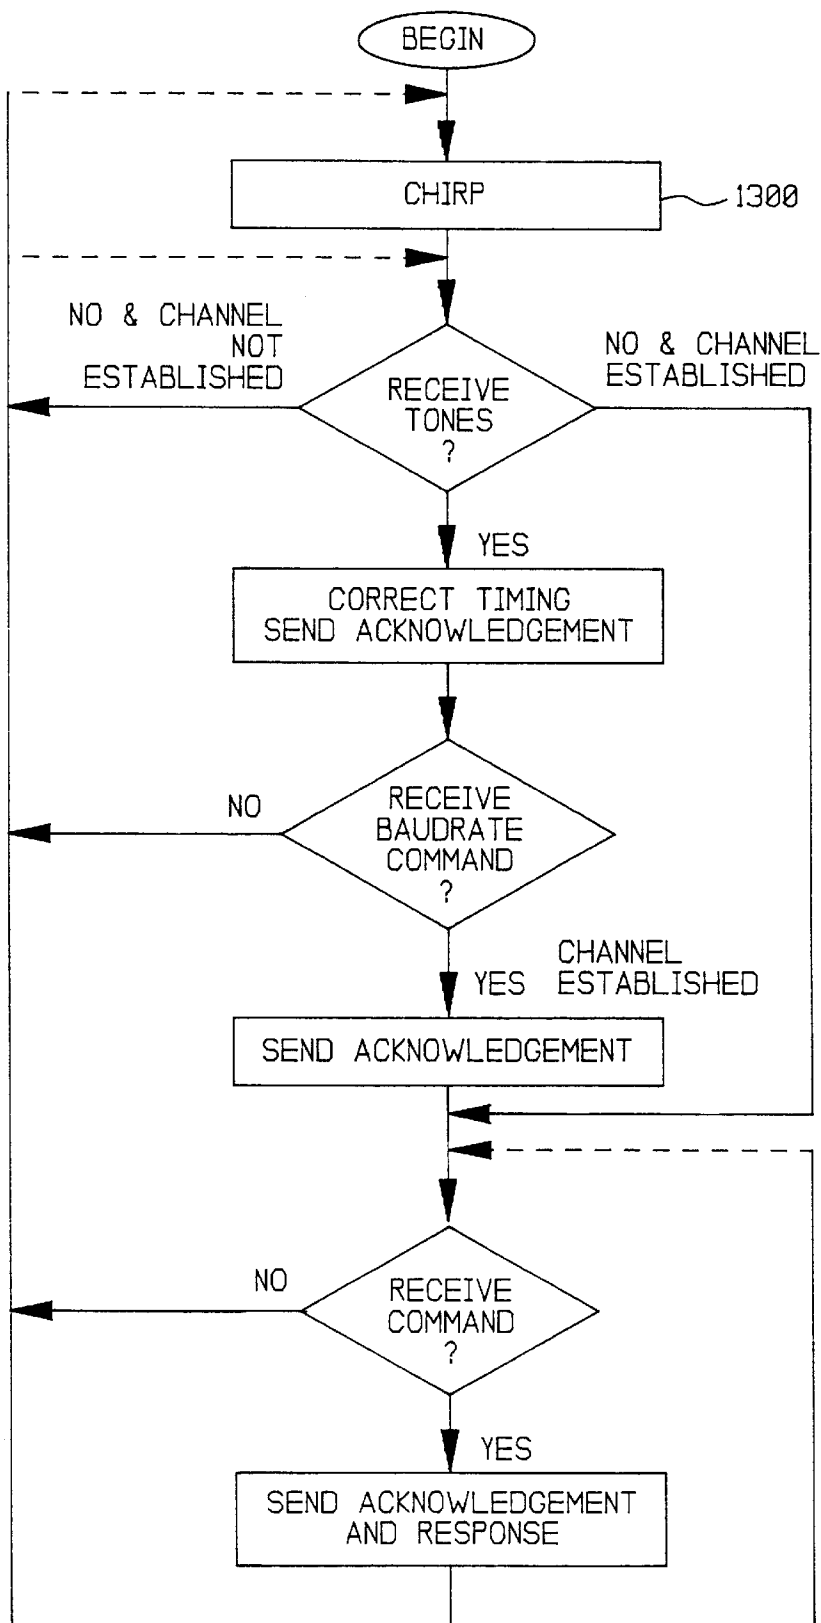 BEGIN
CHIRP
1300
NO & CHANNEL
NOT
ESTABLISHED
NO & CHANNEL
ESTABLISHED
RECEIVE
TONES
?
YES
CORRECT TIMING
SEND ACKNOWLEDGEMENT
NO
RECEIVE
BAUDRATE
COMMAND
?
CHANNEL
YES ESTABLISHED
SEND ACKNOWLEDGEMENT
NO
RECEIVE
COMMAND
?
YES
SEND ACKNOWLEDGEMENT
AND RESPONSE